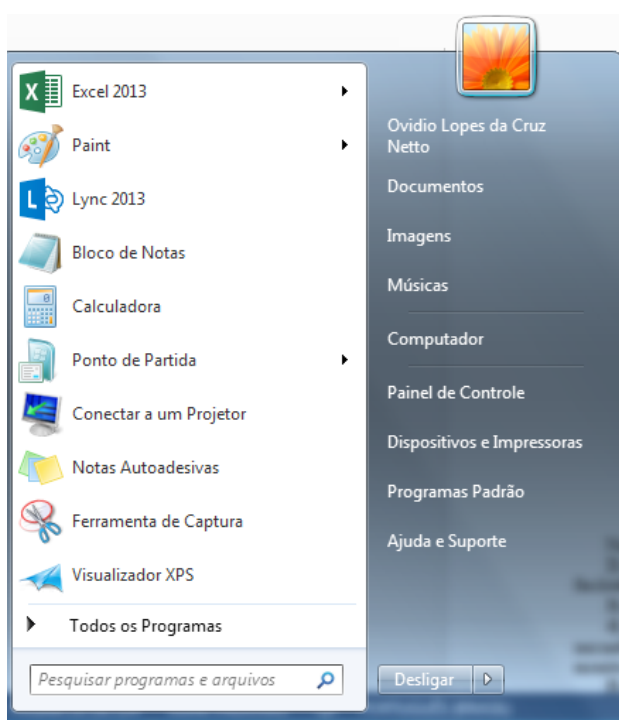 Excel 2013
Paint
Lync 2013
Bloco de Notas
Calculadora
Ponto de Partida
Conectar a um Projetor
Notas Autoadesivas
Ferramenta de Captura
Visualizador XPS
Todos os Programas
Pesquisar programas e arquivos
Ovidio Lopes da Cruz
Netto
Documentos
Imagens
Músicas
Computador
Painel de Controle
Dispositivos e Impressoras
Programas Padrão
Ajuda e Suporte
Desligar